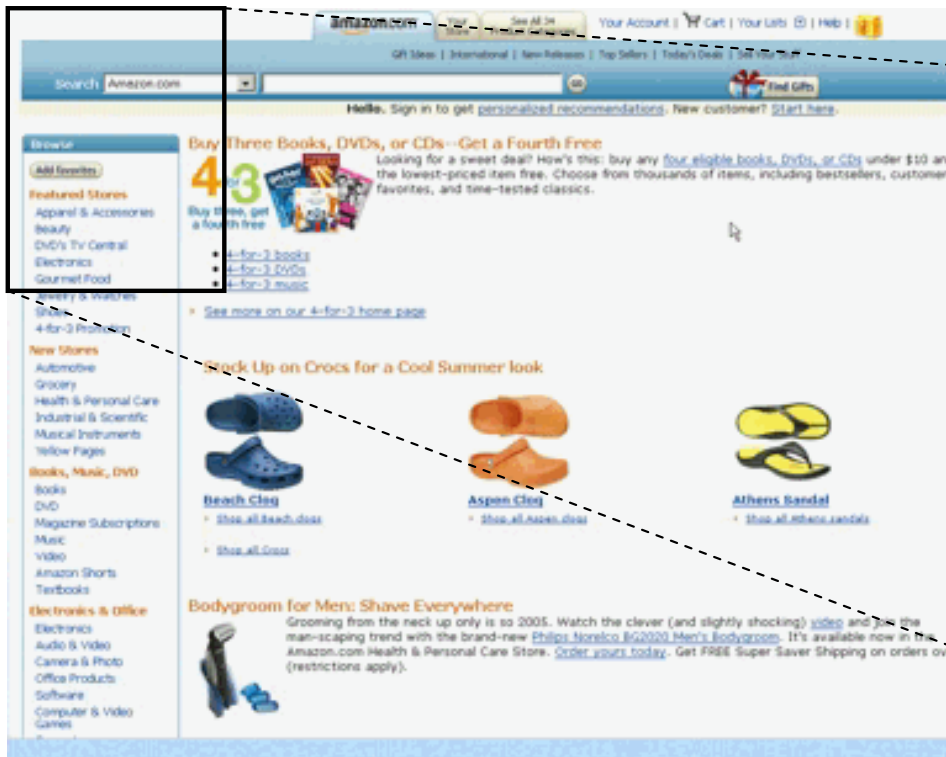 amazon.com
Your Store
See All 34 Product Categories
Your Account | Cart | Your Lists | Help |
Gift Ideas | International | New Releases | Top Sellers | Today's Deals | Sell Your Stuff
Search Amazon.com GO Find Gifts
Hello. Sign in to get personalized recommendations. New customer? Start here.
Browse
Add Favorites
Featured Stores
Apparel & Accessories
Beauty
DVD's TV Central
Electronics
Gourmet Food
Jewelry & Watches
Shoes
4-for-3 Promotion
New Stores
Automotive
Grocery
Health & Personal Care
Industrial & Scientific
Musical Instruments
Yellow Pages
Books, Music, DVD
Books
DVD
Magazine Subscriptions
Music
Video
Amazon Shorts
Textbooks
Electronics & Office
Electronics
Audio & Video
Camera & Photo
Office Products
Software
Computer & Video
Games
Buy Three Books, DVDs, or CDs--Get a Fourth Free
4 for 3
Buy three, get
a fourth free
Looking for a sweet deal? How's this: buy any four eligible books, DVDs, or CDs under $10 an
the lowest-priced item free. Choose from thousands of items, including bestsellers, customer
favorites, and time-tested classics.
4-for-3 books
4-for-3 DVDs
4-for-3 music
See more on our 4-for-3 home page
Stock Up on Crocs for a Cool Summer look
Beach Clog
Shop all Beach clogs
Shop all Crocs
Aspen Clog
Shop all Aspen clogs
Athens Sandal
Shop all Athens sandals
Bodygroom for Men: Shave Everywhere
Grooming from the neck up only is so 2005. Watch the clever (and slightly shocking) video and join the
man-scaping trend with the brand-new Philips Norelco BG2020 Men's Bodygroom. It's available now in the
Amazon.com Health & Personal Care Store. Order yours today. Get FREE Super Saver Shipping on orders ov
(restrictions apply).